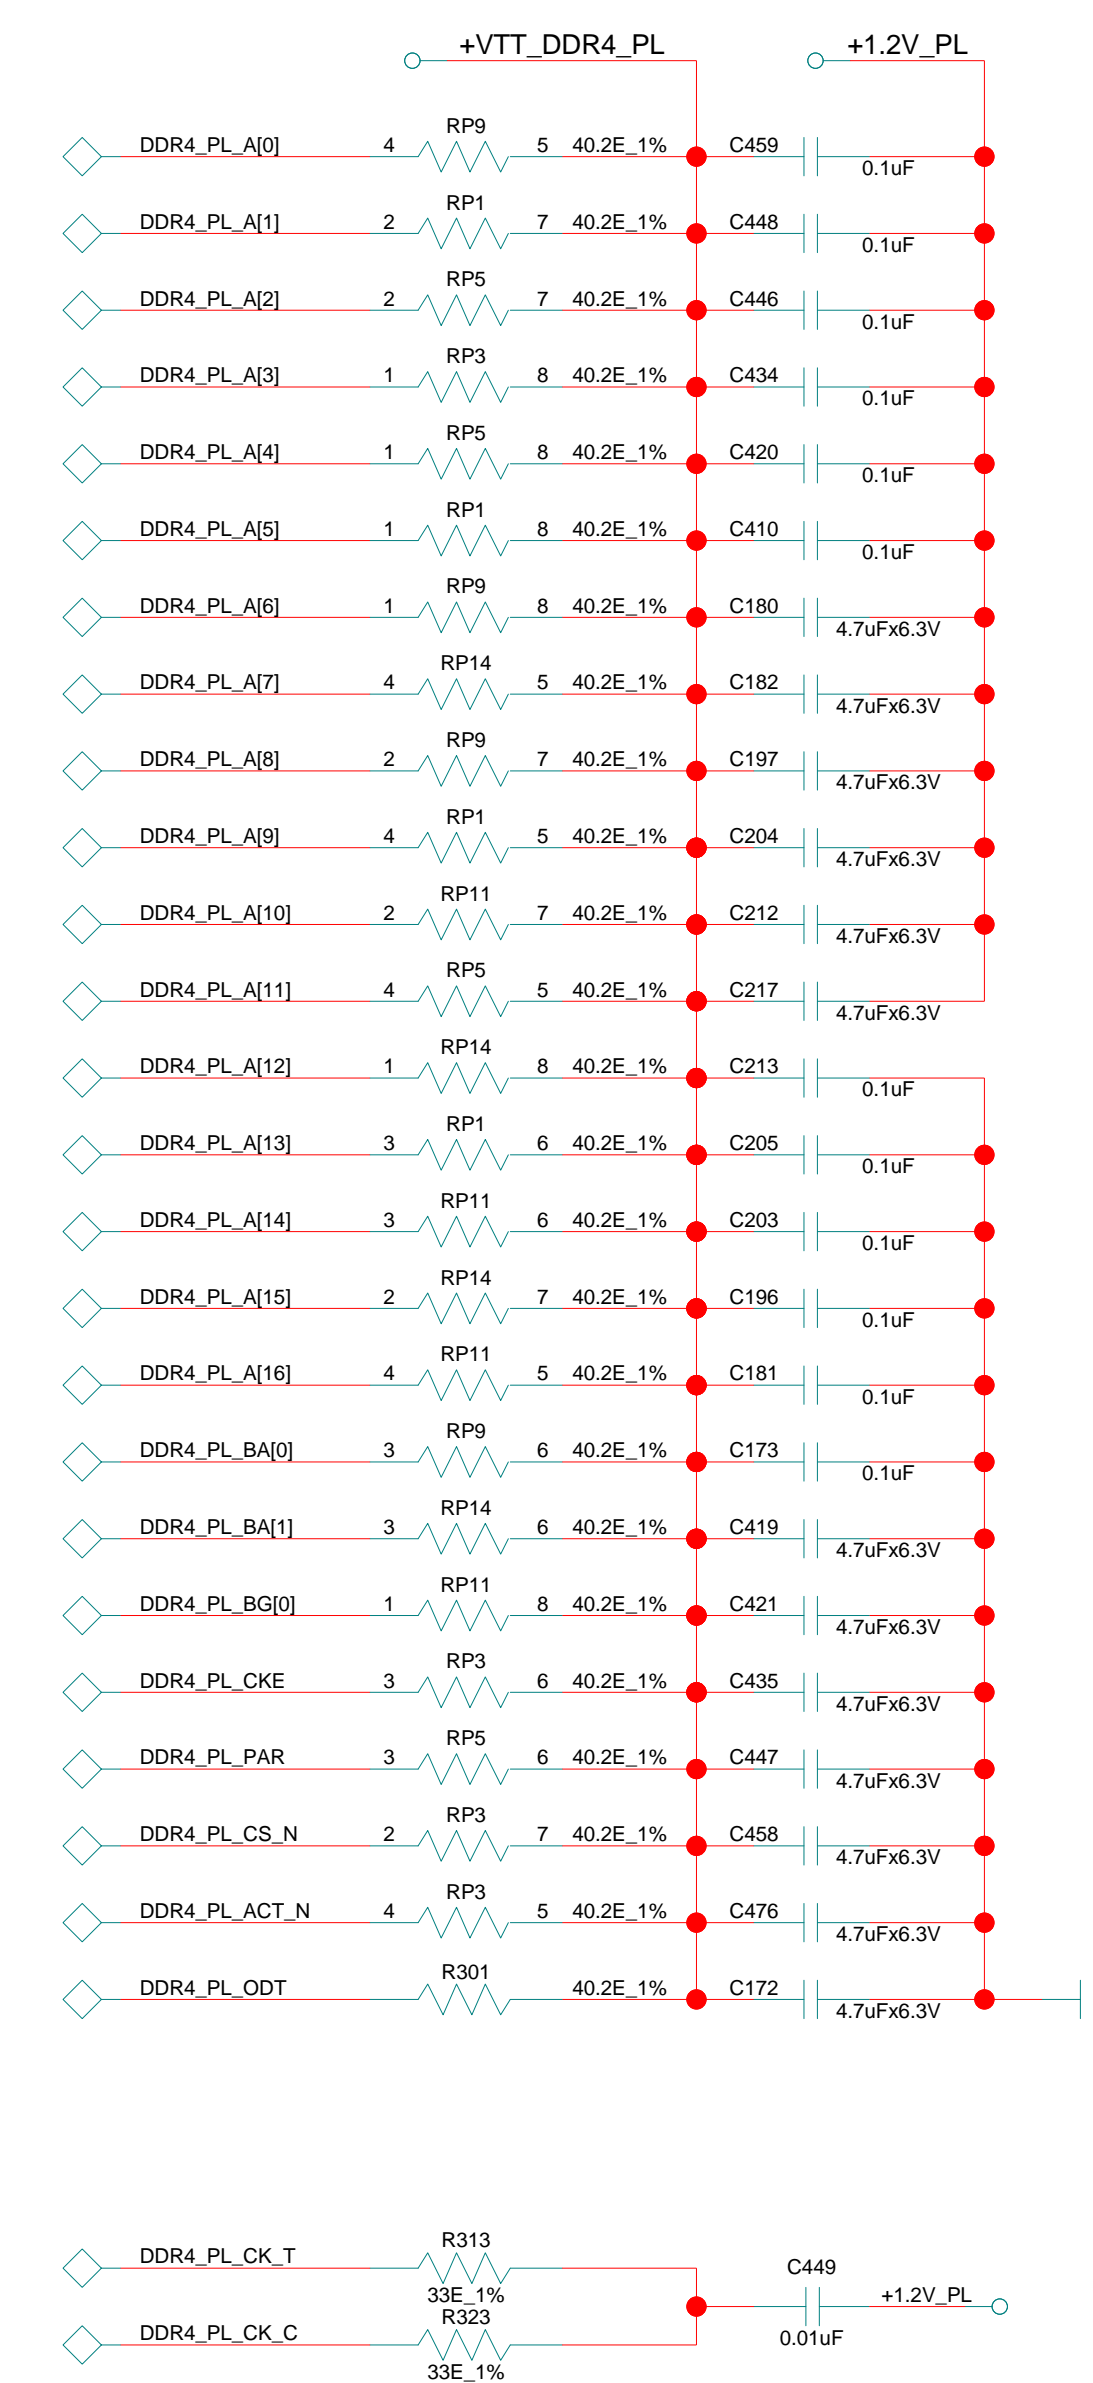 +VTT_DDR4_PL +1.2V_PL
RP9
DDR4_PL_A[0] 4 5 40.2E_1% C459
0.1uF
RP1
DDR4_PL_A[1] 2 7 40.2E_1% C448
0.1uF
RP5
DDR4_PL_A[2] 2 7 40.2E_1% C446
0.1uF
RP3
DDR4_PL_A[3] 1 8 40.2E_1% C434
0.1uF
RP5
DDR4_PL_A[4] 1 8 40.2E_1% C420
0.1uF
RP1
DDR4_PL_A[5] 1 8 40.2E_1% C410
0.1uF
RP9
DDR4_PL_A[6] 1 8 40.2E_1% C180
4.7uFx6.3V
RP14
DDR4_PL_A[7] 4 5 40.2E_1% C182
4.7uFx6.3V
RP9
DDR4_PL_A[8] 2 7 40.2E_1% C197
4.7uFx6.3V
RP1
DDR4_PL_A[9] 4 5 40.2E_1% C204
4.7uFx6.3V
RP11
DDR4_PL_A[10] 2 7 40.2E_1% C212
4.7uFx6.3V
RP5
DDR4_PL_A[11] 4 5 40.2E_1% C217
4.7uFx6.3V
RP14
DDR4_PL_A[12] 1 8 40.2E_1% C213
0.1uF
RP1
DDR4_PL_A[13] 3 6 40.2E_1% C205
0.1uF
RP11
DDR4_PL_A[14] 3 6 40.2E_1% C203
0.1uF
RP14
DDR4_PL_A[15] 2 7 40.2E_1% C196
0.1uF
RP11
DDR4_PL_A[16] 4 5 40.2E_1% C181
0.1uF
RP9
DDR4_PL_BA[0] 3 6 40.2E_1% C173
0.1uF
RP14
DDR4_PL_BA[1] 3 6 40.2E_1% C419
4.7uFx6.3V
RP11
DDR4_PL_BG[0] 1 8 40.2E_1% C421
4.7uFx6.3V
RP3
DDR4_PL_CKE 3 6 40.2E_1% C435
4.7uFx6.3V
RP5
DDR4_PL_PAR 3 6 40.2E_1% C447
4.7uFx6.3V
RP3
DDR4_PL_CS_N 2 7 40.2E_1% C458
4.7uFx6.3V
RP3
DDR4_PL_ACT_N 4 5 40.2E_1% C476
4.7uFx6.3V
R301
DDR4_PL_ODT 40.2E_1% C172
4.7uFx6.3V
R313
DDR4_PL_CK_T
33E_1%
C449
+1.2V_PL
0.01uF
R323
DDR4_PL_CK_C
33E_1%